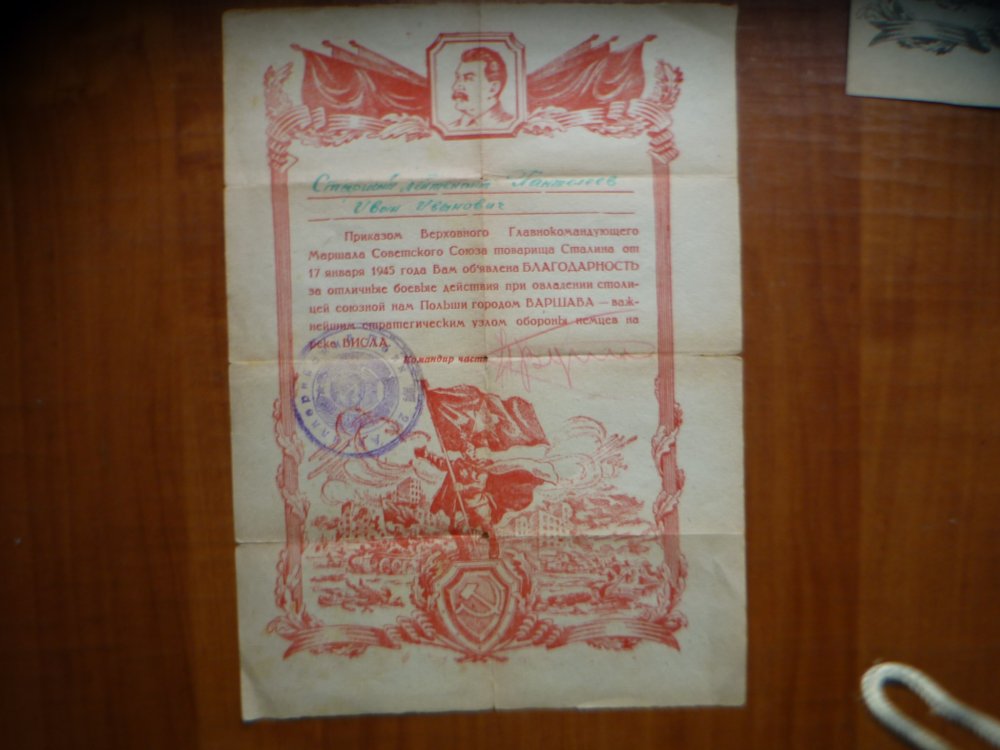 Старший лейтенант Пантелеев
Иван Иванович
Приказом Верховного Главнокомандующего
Маршала Советского Союза товарища Сталина от
17 января 1945 года Вам об'явлена БЛАГОДАРНОСТЬ
за отличные боевые действия при овладении столи-
цей союзной нам Польши городом ВАРШАВА — важ-
нейшим стратегическим узлом обороны немцев на
реке ВИСЛА.
Командир части